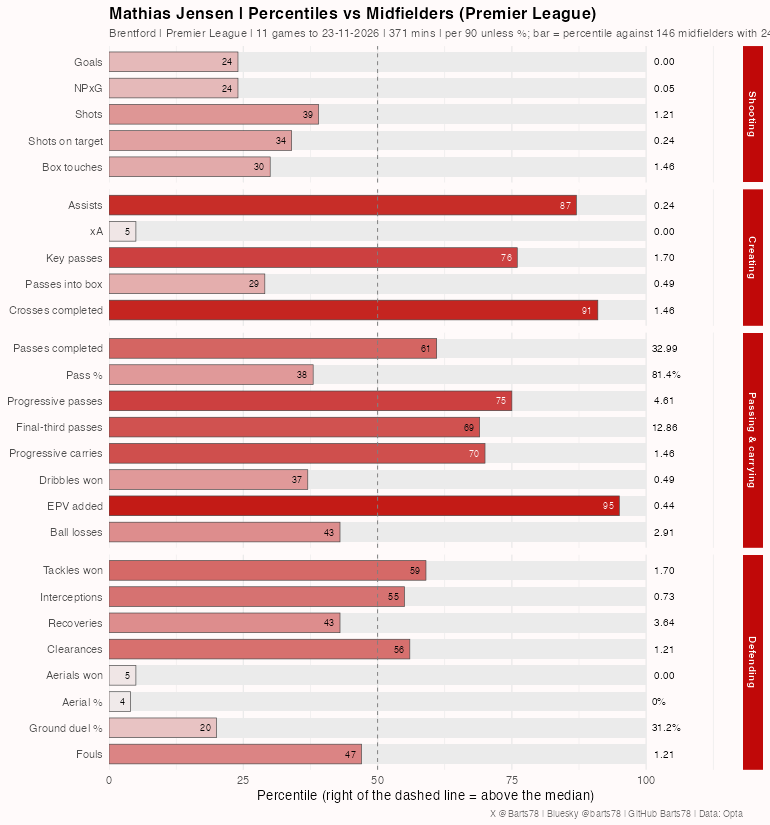 Mathias Jensen | Percentiles vs Midfielders (Premier League)
Brentford | Premier League | 11 games to 23-11-2026 | 371 mins | per 90 unless %; bar = percentile against 146 midfielders with 24
Shooting
Goals 24 0.00
NPxG 24 0.05
Shots 39 1.21
Shots on target 34 0.24
Box touches 30 1.46
Creating
Assists 87 0.24
xA 5 0.00
Key passes 76 1.70
Passes into box 29 0.49
Crosses completed 91 1.46
Passing & carrying
Passes completed 61 32.99
Pass % 38 81.4%
Progressive passes 75 4.61
Final-third passes 69 12.86
Progressive carries 70 1.46
Dribbles won 37 0.49
EPV added 95 0.44
Ball losses 43 2.91
Defending
Tackles won 59 1.70
Interceptions 55 0.73
Recoveries 43 3.64
Clearances 56 1.21
Aerials won 5 0.00
Aerial % 4 0%
Ground duel % 20 31.2%
Fouls 47 1.21
0 25 50 75 100
Percentile (right of the dashed line = above the median)
X @Barts78 | Bluesky @barts78 | GitHub Barts78 | Data: Opta